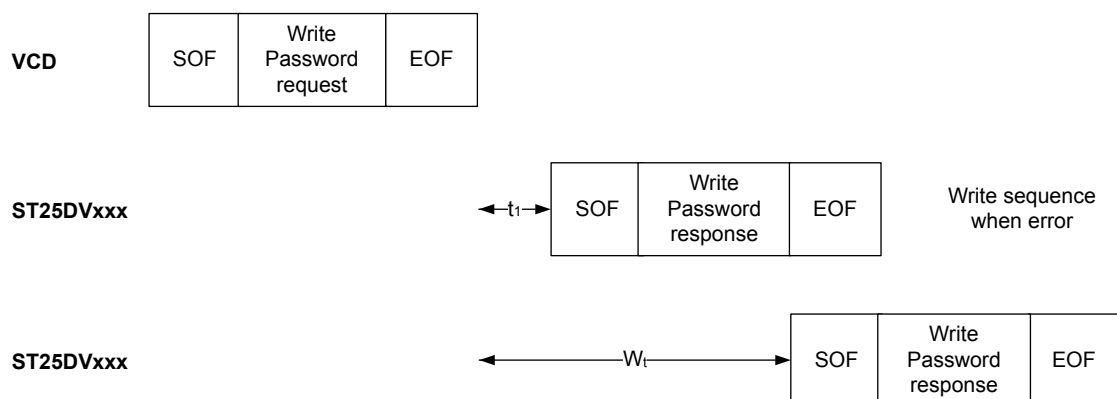 VCD
SOF
Write
Password
request
EOF
ST25DVxxx
t1
SOF
Write
Password
response
EOF
Write sequence
when error
ST25DVxxx
Wt
SOF
Write
Password
response
EOF